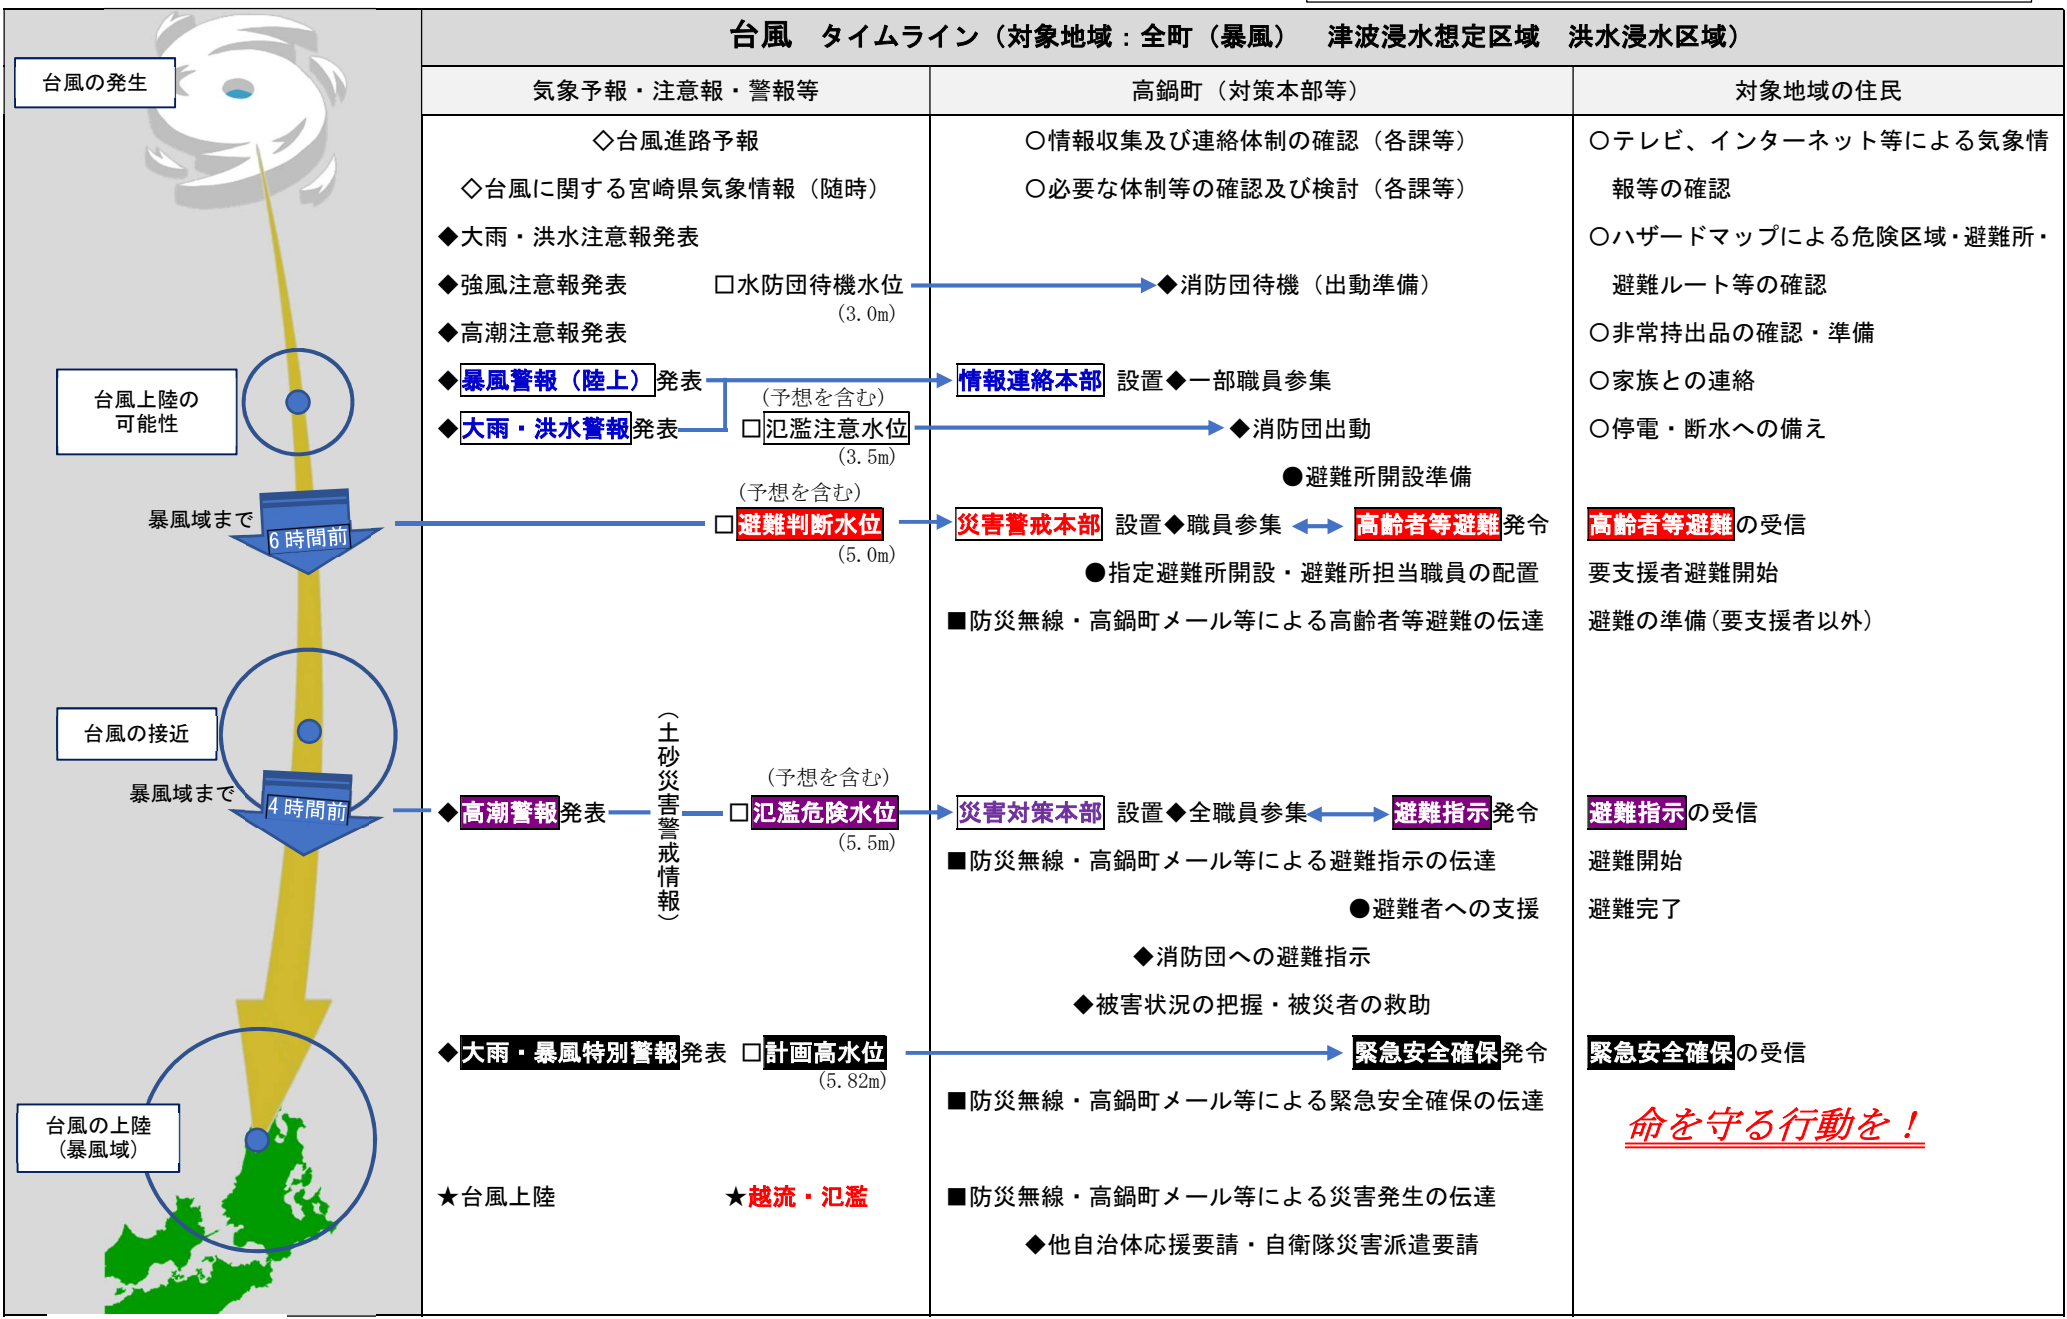 台風　タイムライン（対象地域：全町（暴風）　津波浸水想定区域　洪水浸水区域）
気象予報・注意報・警報等
高鍋町（対策本部等）
対象地域の住民
台風の発生
台風上陸の
可能性
暴風域まで
6時間前
台風の接近
暴風域まで
4時間前
台風の上陸
（暴風域）
◇台風進路予報
◇台風に関する宮崎県気象情報（随時）
◆大雨・洪水注意報発表
◆強風注意報発表　□水防団待機水位
（3.0m）
◆高潮注意報発表
◆暴風警報（陸上）発表
（予想を含む）
◆大雨・洪水警報発表　□氾濫注意水位
（3.5m）
（予想を含む）
□避難判断水位
（5.0m）
（土砂災害警戒情報）
（予想を含む）
◆高潮警報発表　□氾濫危険水位
（5.5m）
◆大雨・暴風特別警報発表　□計画高水位
（5.82m）
★台風上陸　★越流・氾濫
○情報収集及び連絡体制の確認（各課等）
○必要な体制等の確認及び検討（各課等）
◆消防団待機（出動準備）
情報連絡本部 設置◆一部職員参集
◆消防団出動
●避難所開設準備
災害警戒本部 設置◆職員参集　高齢者等避難発令
●指定避難所開設・避難所担当職員の配置
■防災無線・高鍋町メール等による高齢者等避難の伝達
災害対策本部 設置◆全職員参集　避難指示発令
■防災無線・高鍋町メール等による避難指示の伝達
●避難者への支援
◆消防団への避難指示
◆被害状況の把握・被災者の救助
緊急安全確保発令
■防災無線・高鍋町メール等による緊急安全確保の伝達
■防災無線・高鍋町メール等による災害発生の伝達
◆他自治体応援要請・自衛隊災害派遣要請
○テレビ、インターネット等による気象情
報等の確認
○ハザードマップによる危険区域・避難所・
避難ルート等の確認
○非常持出品の確認・準備
○家族との連絡
○停電・断水への備え
高齢者等避難の受信
要支援者避難開始
避難の準備（要支援者以外）
避難指示の受信
避難開始
避難完了
緊急安全確保の受信
命を守る行動を！